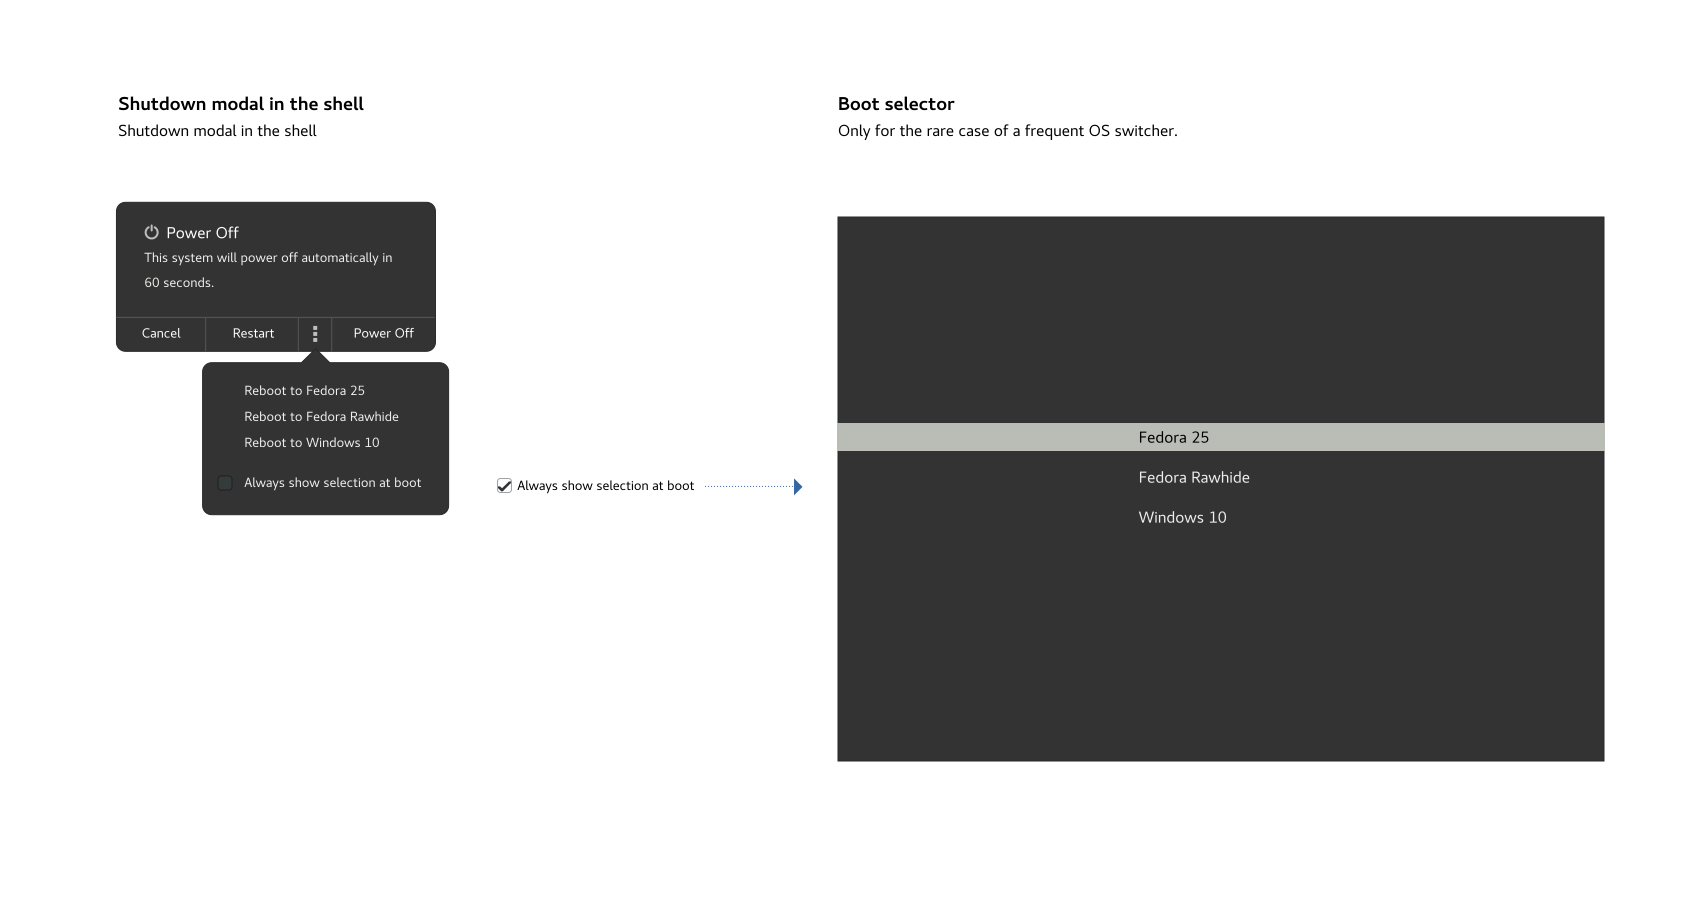 Shutdown modal in the shell
Shutdown modal in the shell
Power Off
This system will power off automatically in
60 seconds.
Cancel
Restart
Power Off
Reboot to Fedora 25
Reboot to Fedora Rawhide
Reboot to Windows 10
Always show selection at boot
Always show selection at boot
Boot selector
Only for the rare case of a frequent OS switcher.
Fedora 25
Fedora Rawhide
Windows 10